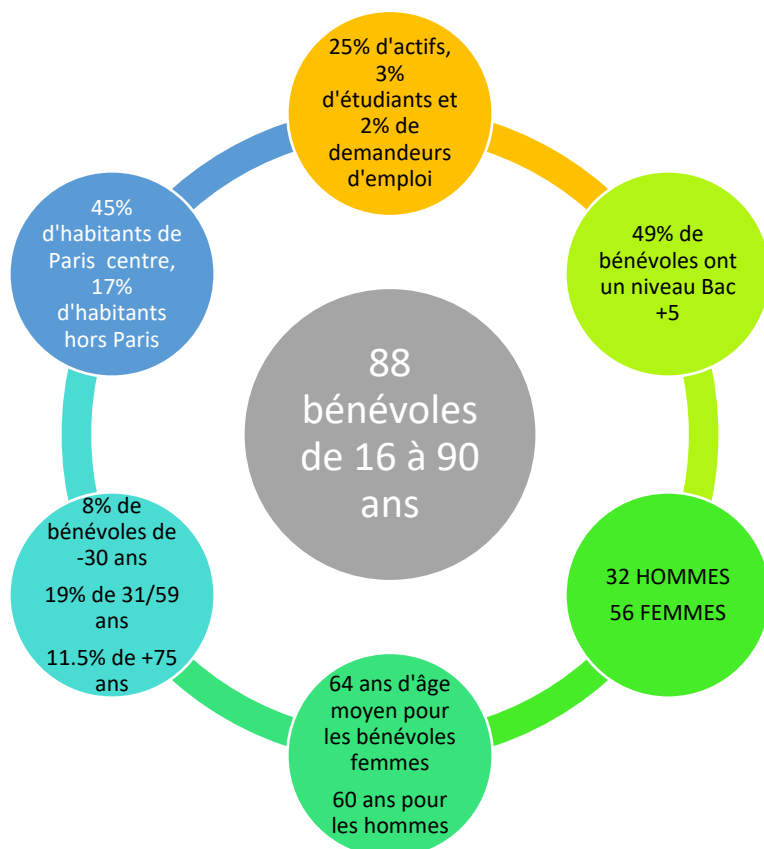 25% d'actifs,
3%
d'étudiants et
2% de
demandeurs
d'emploi
49% de
bénévoles ont
un niveau Bac
+5
32 HOMMES
56 FEMMES
64 ans d'âge
moyen pour
les bénévoles
femmes
60 ans pour
les hommes
8% de
bénévoles de
-30 ans
19% de 31/59
ans
11.5% de +75
ans
45%
d'habitants de
Paris centre,
17%
d'habitants
hors Paris
88
bénévoles
de 16 à 90
ans